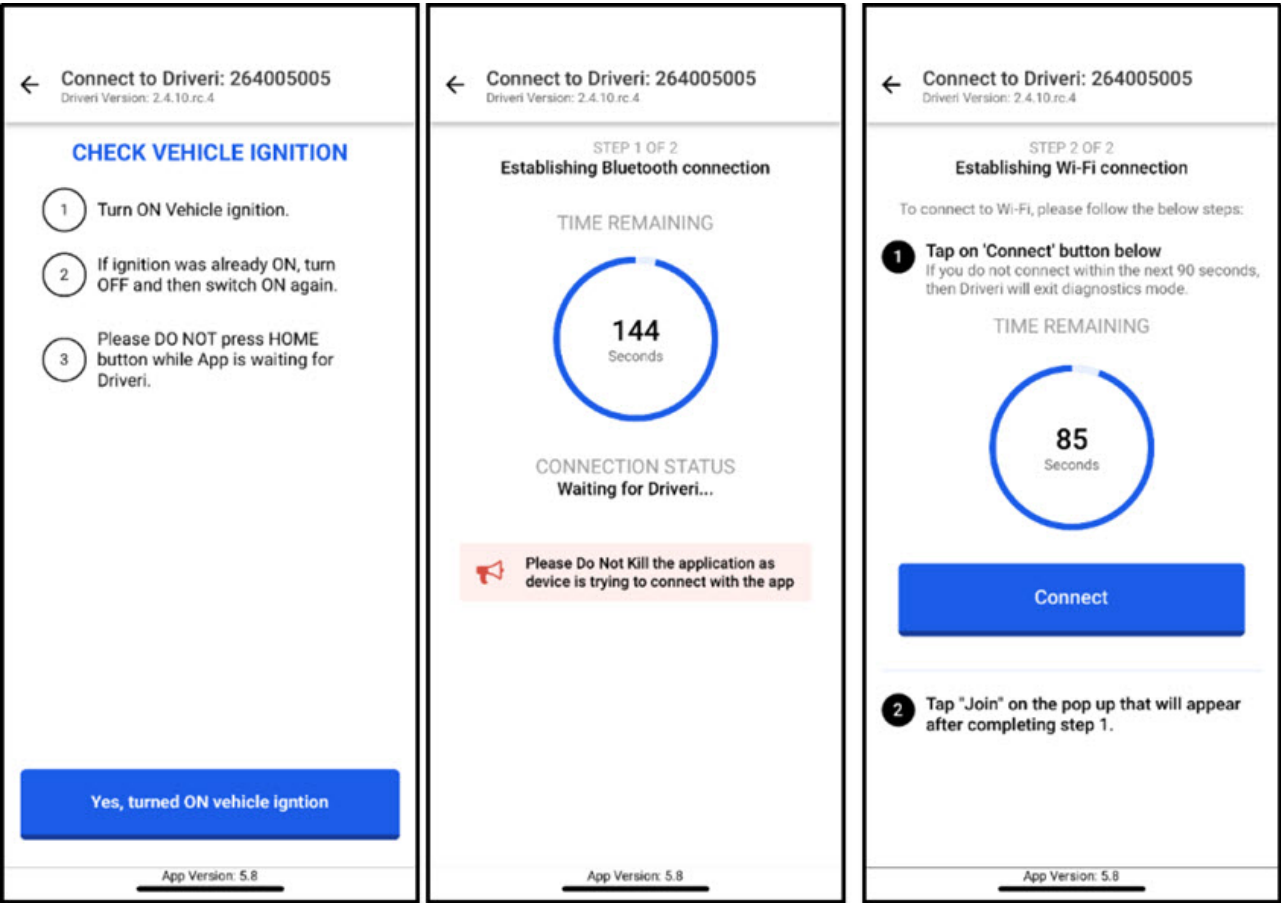 Connect to Driveri: 264005005
Driveri Version: 2.4.10.rc.4
CHECK VEHICLE IGNITION
1 Turn ON Vehicle ignition.
2 If ignition was already ON, turn
OFF and then switch ON again.
3 Please DO NOT press HOME
button while App is waiting for
Driveri.
Yes, turned ON vehicle igntion
App Version: 5.8
Connect to Driveri: 264005005
Driveri Version: 2.4.10.rc.4
STEP 1 OF 2
Establishing Bluetooth connection
TIME REMAINING
144
Seconds
CONNECTION STATUS
Waiting for Driveri...
Please Do Not Kill the application as
device is trying to connect with the app
App Version: 5.8
Connect to Driveri: 264005005
Driveri Version: 2.4.10.rc.4
STEP 2 OF 2
Establishing Wi-Fi connection
To connect to Wi-Fi, please follow the below steps:
1 Tap on 'Connect' button below
If you do not connect within the next 90 seconds,
then Driveri will exit diagnostics mode.
TIME REMAINING
85
Seconds
Connect
2 Tap "Join" on the pop up that will appear
after completing step 1.
App Version: 5.8